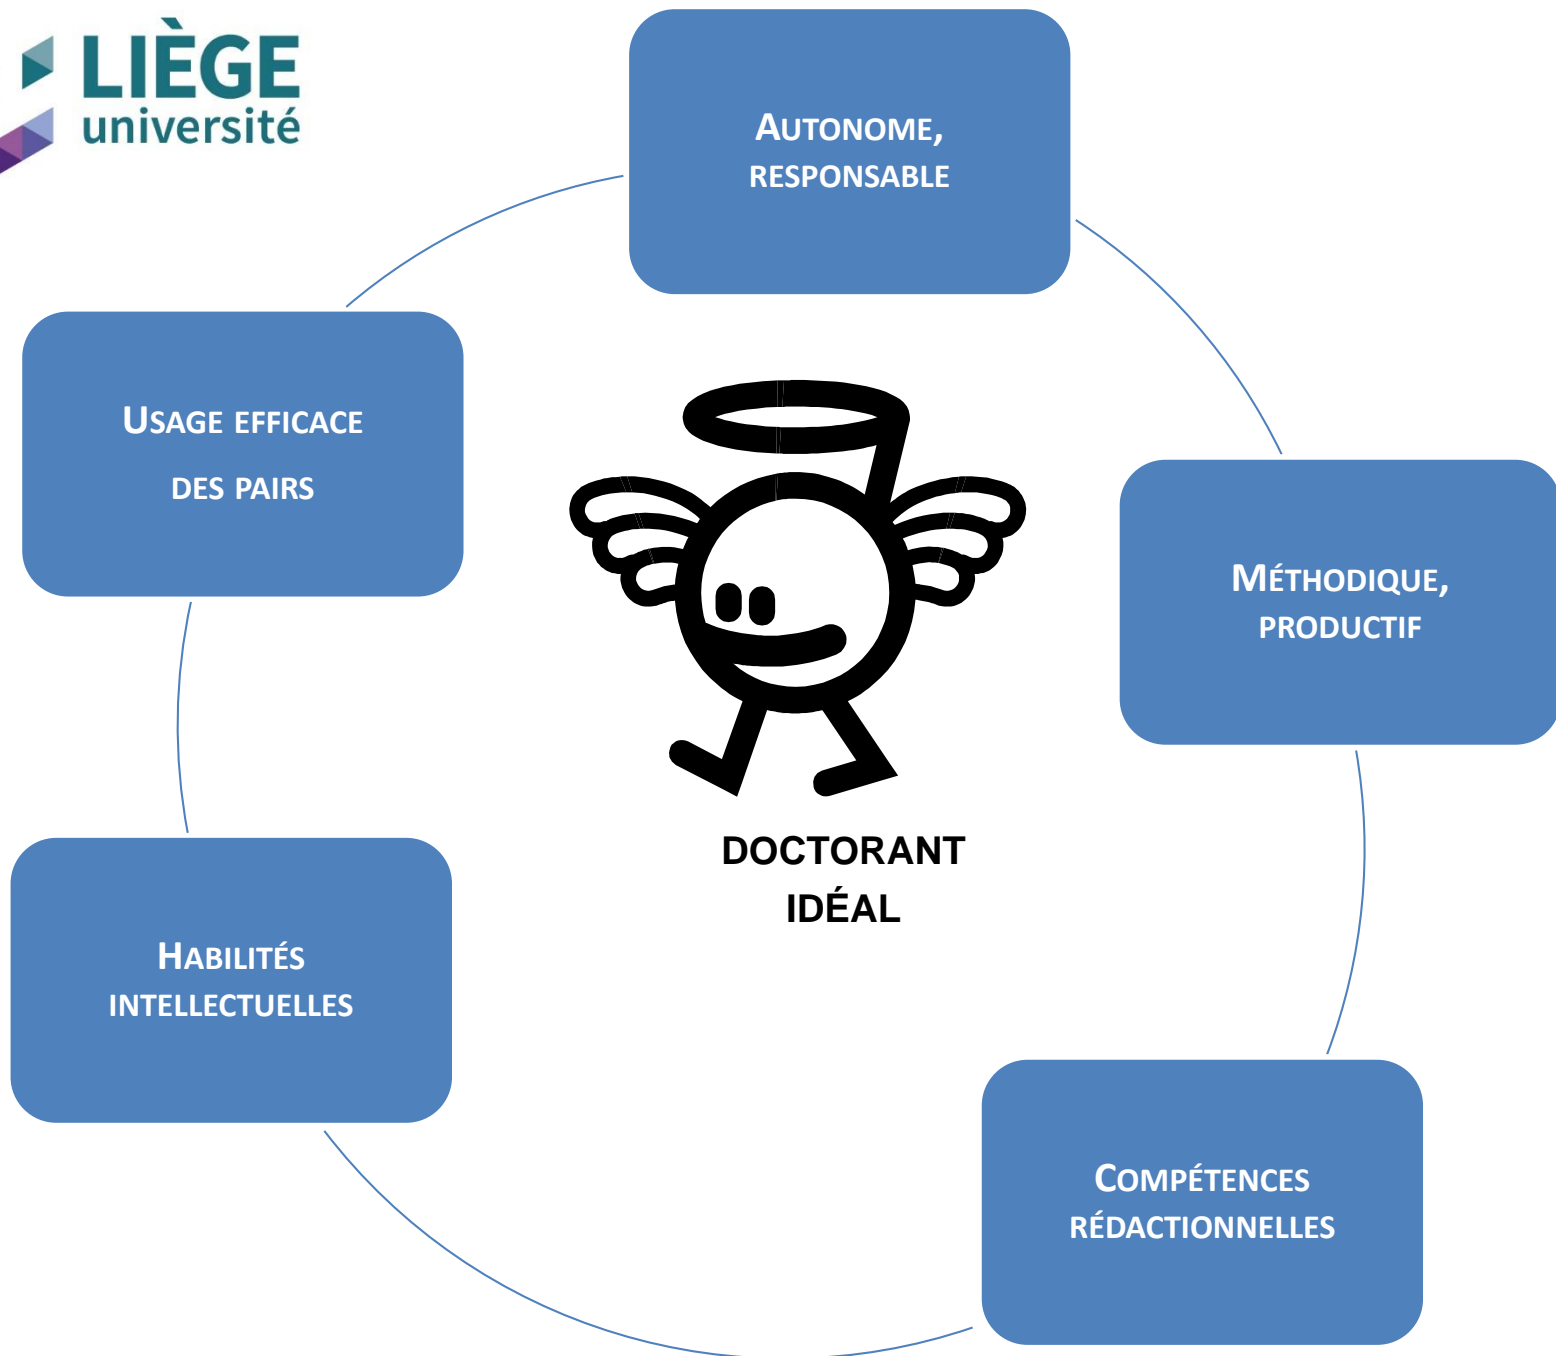 LIÈGE
université
AUTONOME,
RESPONSABLE
USAGE EFFICACE
DES PAIRS
MÉTHODIQUE,
PRODUCTIF
DOCTORANT
IDÉAL
HABILITÉS
INTELLECTUELLES
COMPÉTENCES
RÉDACTIONNELLES